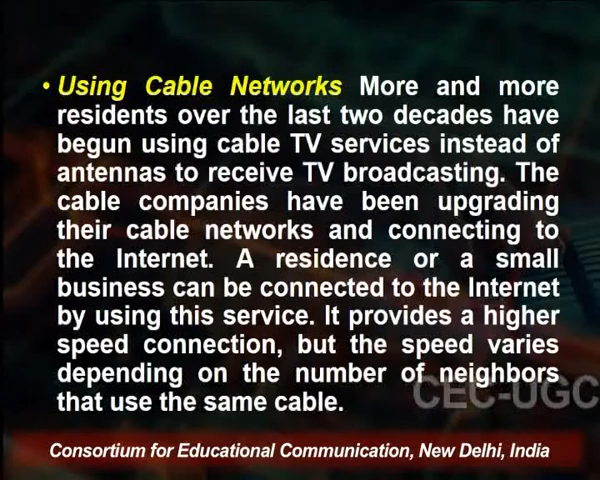 • Using Cable Networks More and more
residents over the last two decades have
begun using cable TV services instead of
antennas to receive TV broadcasting. The
cable companies have been upgrading
their cable networks and connecting to
the Internet. A residence or a small
business can be connected to the Internet
by using this service. It provides a higher
speed connection, but the speed varies
depending on the number of neighbors
that use the same cable.
CEC-UGC
Consortium for Educational Communication, New Delhi, India